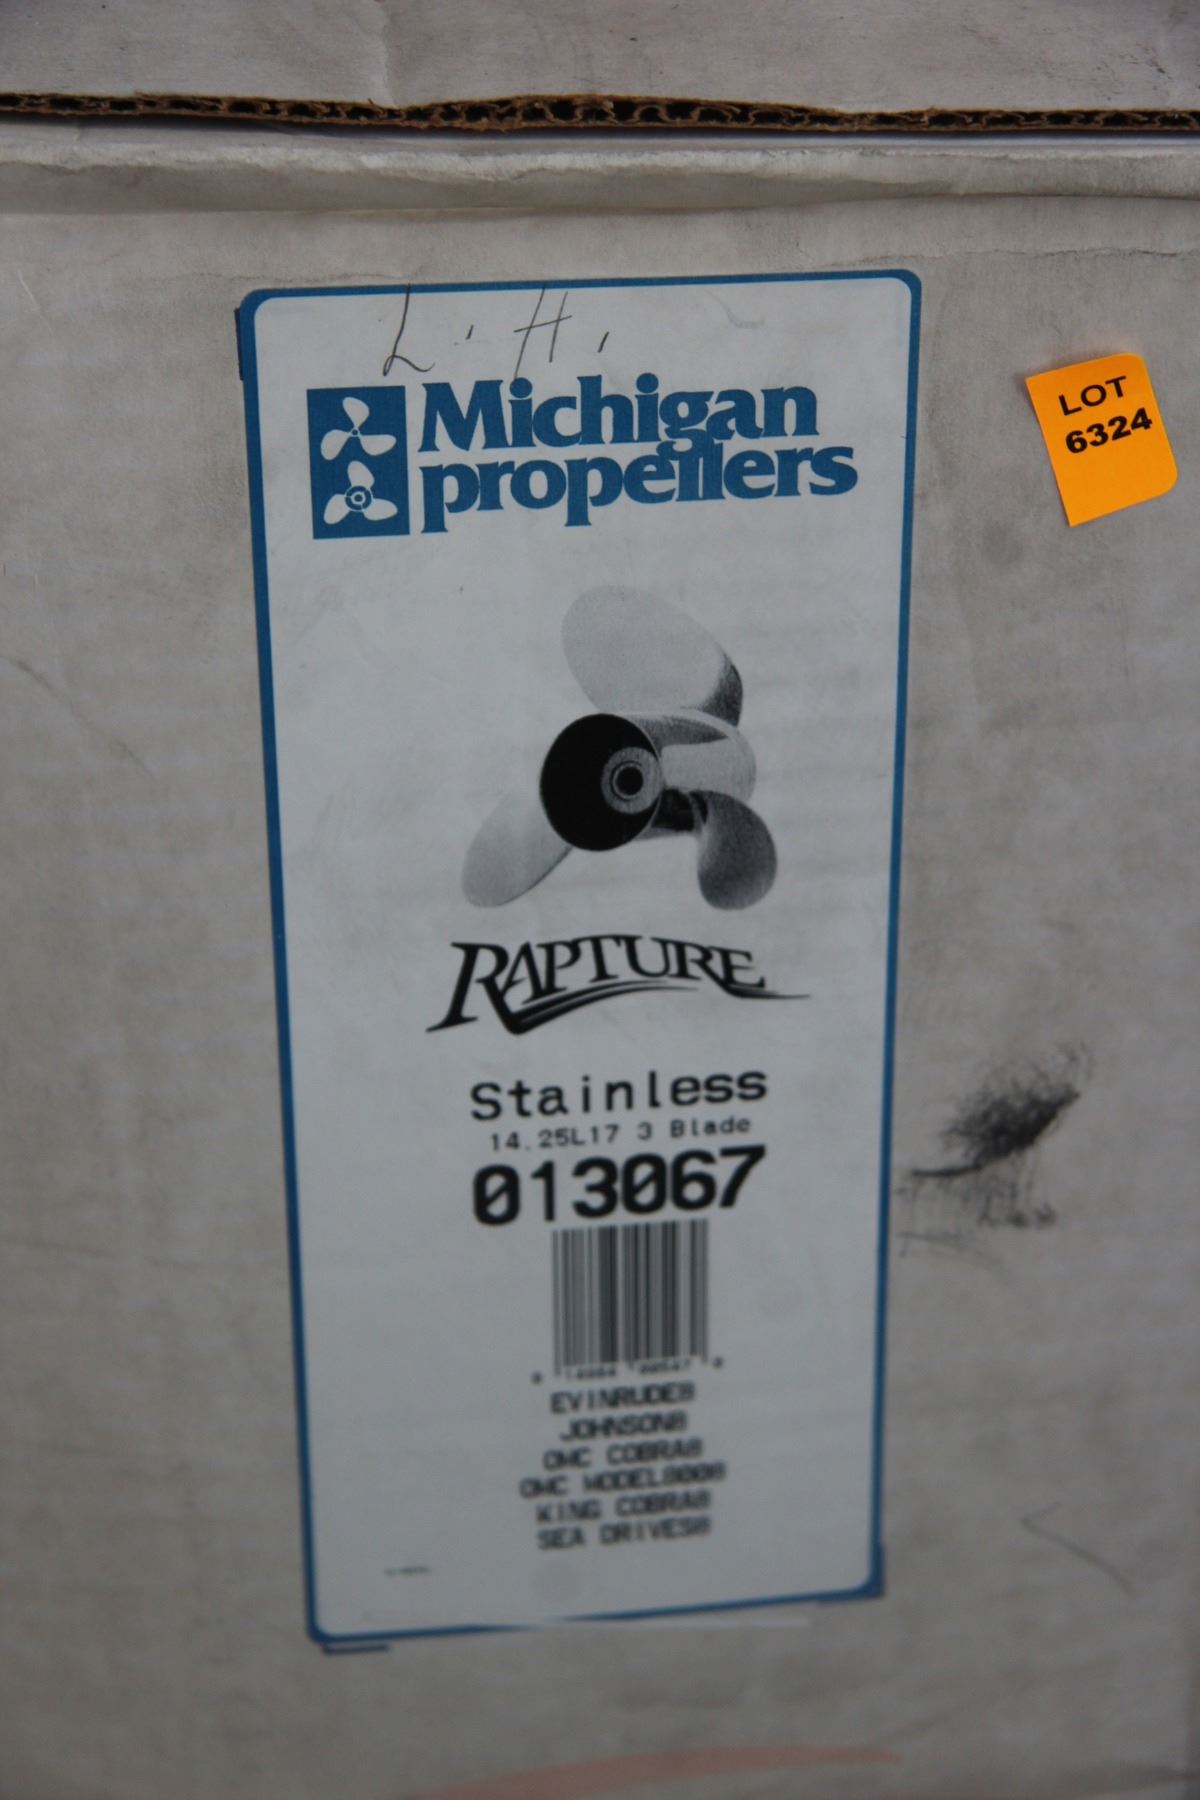 L. H.
Michigan
propellers
LOT
6324
RAPTURE
Stainless
14.25L17 3 Blade
013067
EVINRUDE®
JOHNSON®
OMC COBRA®
OMC MODEL800®
KING COBRA®
SEA DRIVES®